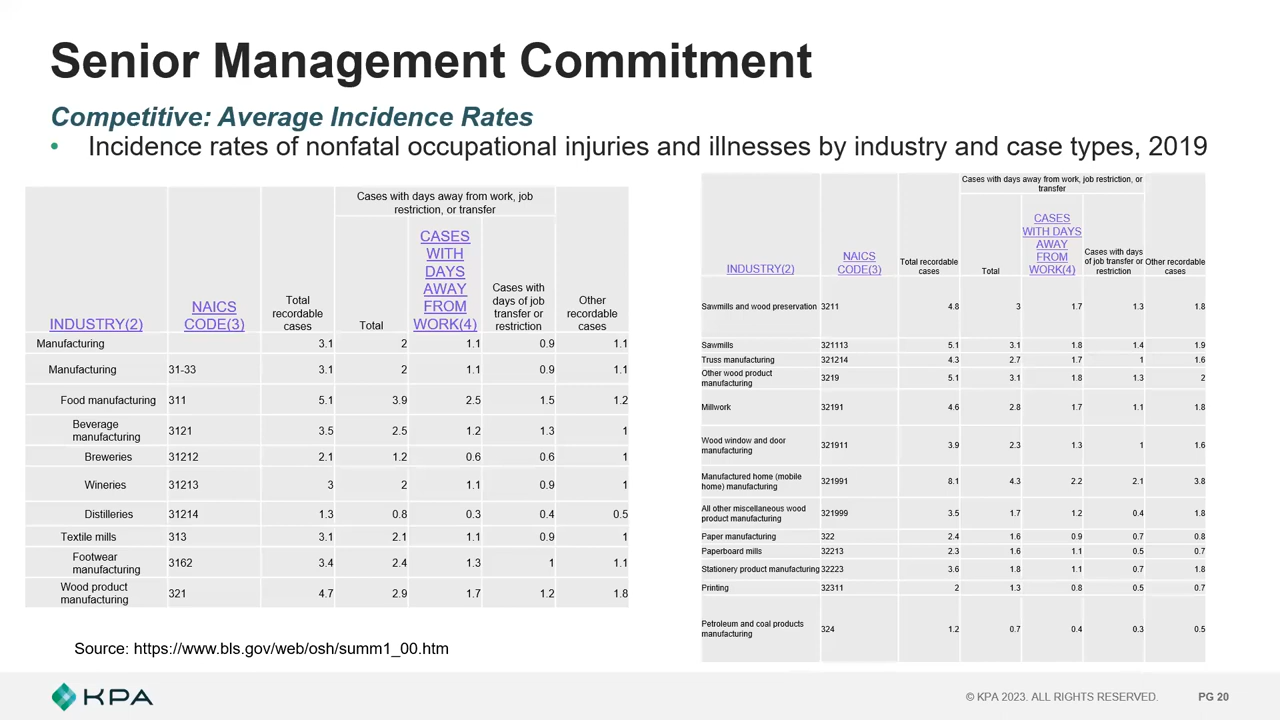 Senior Management Commitment
Competitive: Average Incidence Rates
• Incidence rates of nonfatal occupational injuries and illnesses by industry and case types, 2019
INDUSTRY(2)
NAICS
CODE(3)
Total
recordable
cases
Cases with days away from work, job
restriction, or transfer
Total
CASES
WITH
DAYS
AWAY
FROM
WORK(4)
Cases with
days of job
transfer or
restriction
Other
recordable
cases
Manufacturing 3.1 2 1.1 0.9 1.1
Manufacturing 31-33 3.1 2 1.1 0.9 1.1
Food manufacturing 311 5.1 3.9 2.5 1.5 1.2
Beverage
manufacturing 3121 3.5 2.5 1.2 1.3 1
Breweries 31212 2.1 1.2 0.6 0.6 1
Wineries 31213 3 2 1.1 0.9 1
Distilleries 31214 1.3 0.8 0.3 0.4 0.5
Textile mills 313 3.1 2.1 1.1 0.9 1
Footwear
manufacturing 3162 3.4 2.4 1.3 1 1.1
Wood product
manufacturing 321 4.7 2.9 1.7 1.2 1.8
Source: https://www.bls.gov/web/osh/summ1_00.htm
INDUSTRY(2)
NAICS
CODE(3)
Total recordable
cases
Cases with days away from work, job restriction, or
transfer
Total
CASES
WITH DAYS
AWAY
FROM
WORK(4)
Cases with days
of job transfer or
restriction
Other recordable
cases
Sawmills and wood preservation 3211 4.8 3 1.7 1.3 1.8
Sawmills 321113 5.1 3.1 1.8 1.4 1.9
Truss manufacturing 321214 4.3 2.7 1.7 1 1.6
Other wood product
manufacturing 3219 5.1 3.1 1.8 1.3 2
Millwork 32191 4.6 2.8 1.7 1.1 1.8
Wood window and door
manufacturing 321911 3.9 2.3 1.3 1 1.6
Manufactured home (mobile
home) manufacturing 321991 8.1 4.3 2.2 2.1 3.8
All other miscellaneous wood
product manufacturing 321999 3.5 1.7 1.2 0.4 1.8
Paper manufacturing 322 2.4 1.6 0.9 0.7 0.8
Paperboard mills 32213 2.3 1.6 1.1 0.5 0.7
Stationery product manufacturing 32223 3.6 1.8 1.1 0.7 1.8
Printing 32311 2 1.3 0.8 0.5 0.7
Petroleum and coal products
manufacturing 324 1.2 0.7 0.4 0.3 0.5
KPA
© KPA 2023. ALL RIGHTS RESERVED.
PG 20